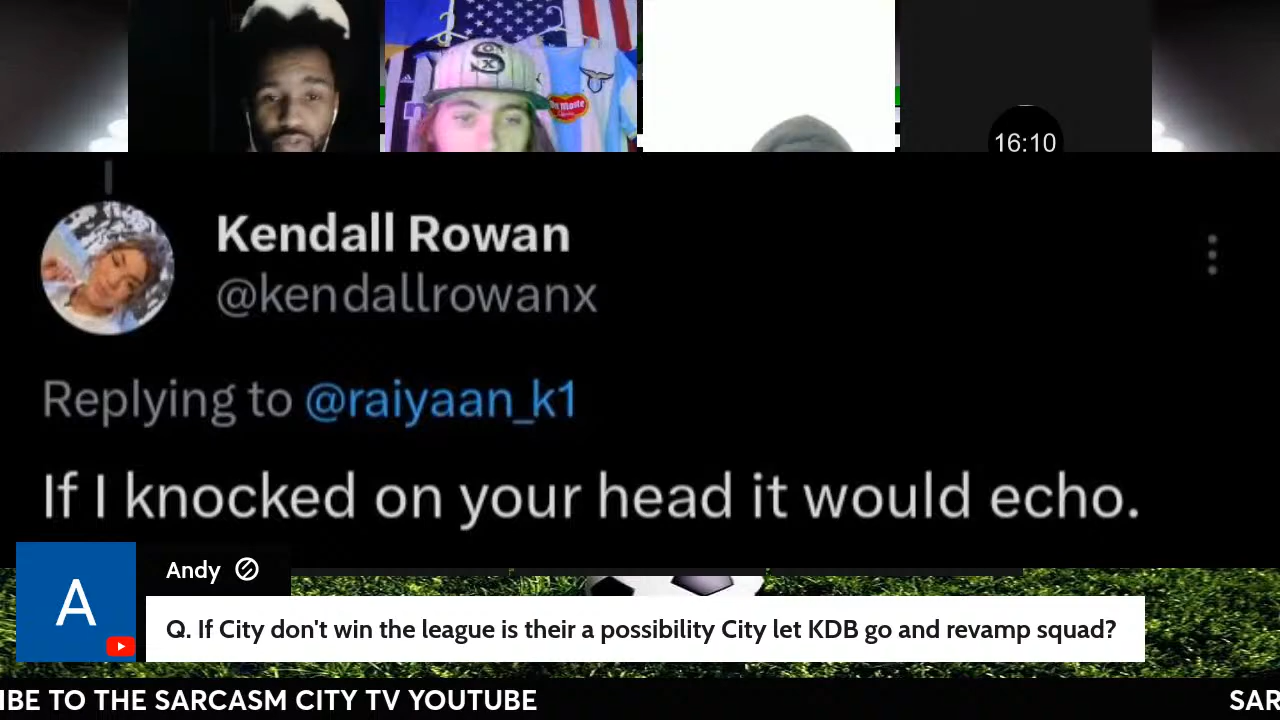 Del Monte
16:10
Kendall Rowan
@kendallrowanx
Replying to @raiyaan_k1
If I knocked on your head it would echo.
A
Andy
Q. If City don't win the league is their a possibility City let KDB go and revamp squad?
IBE TO THE SARCASM CITY TV YOUTUBE
SAR